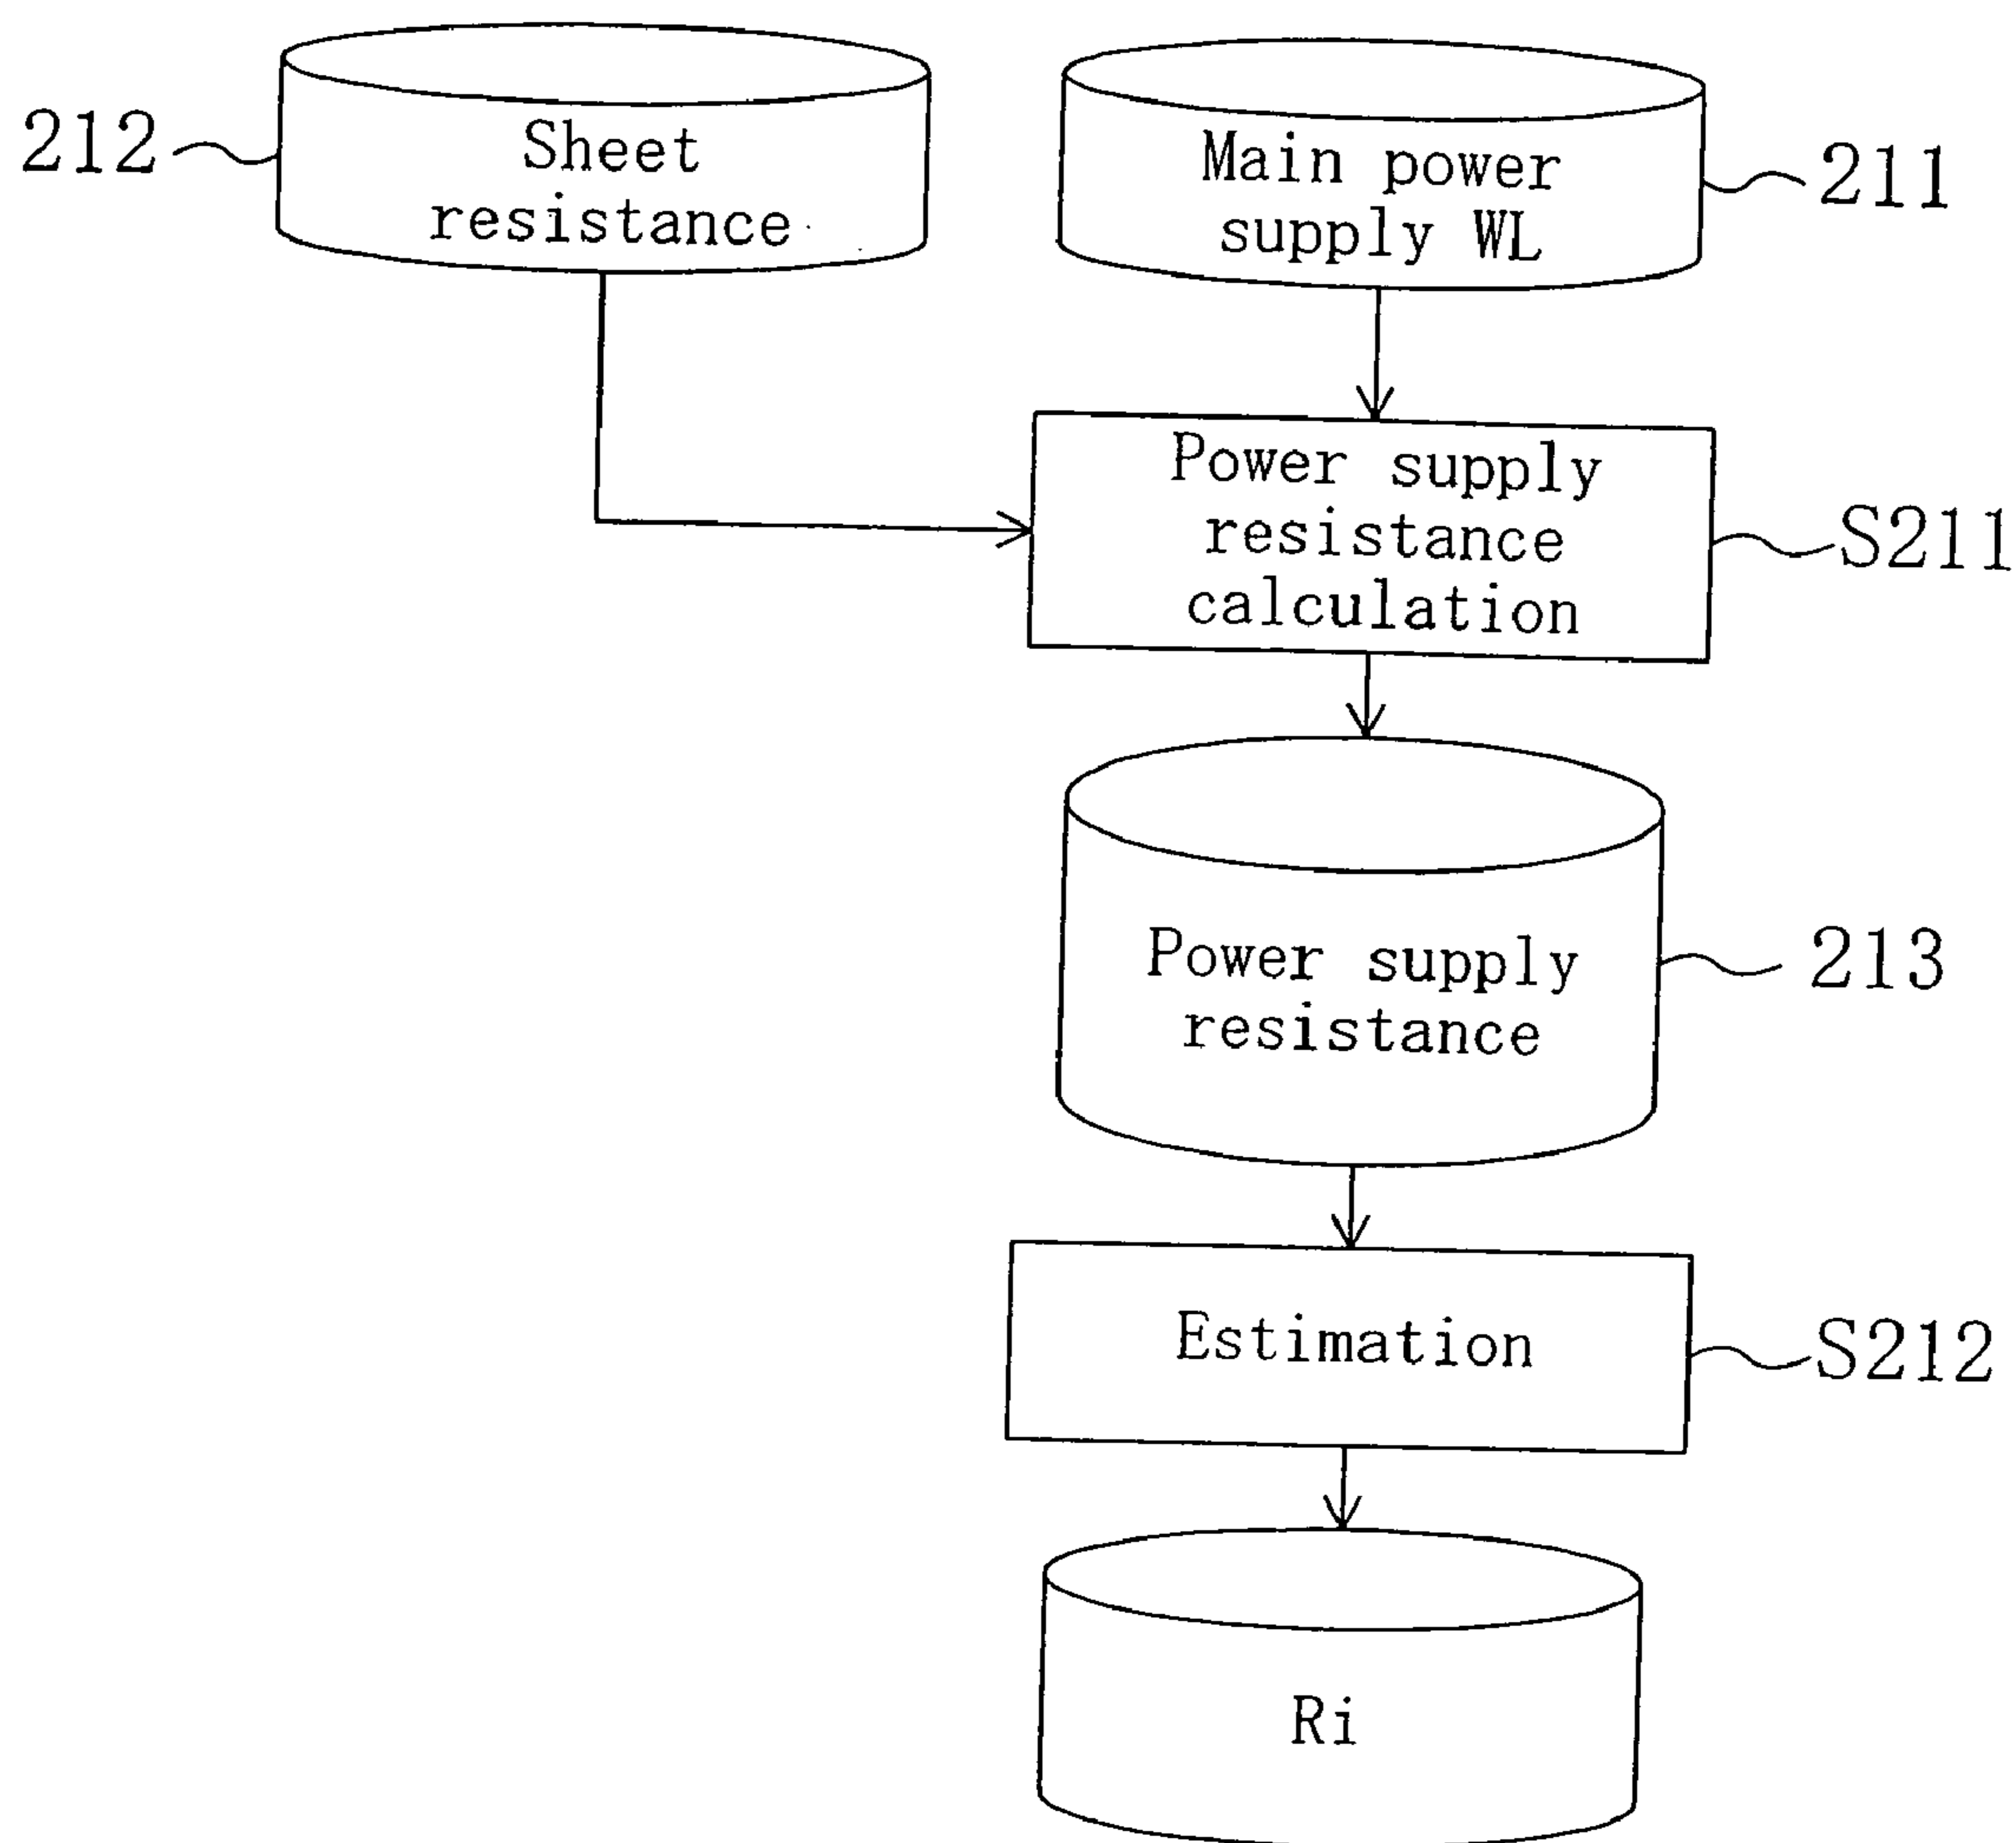 212
Sheet
resistance
Main power
supply WL
211
Power supply
resistance
calculation
S211
Power supply
resistance
213
Estimation
S212
Ri